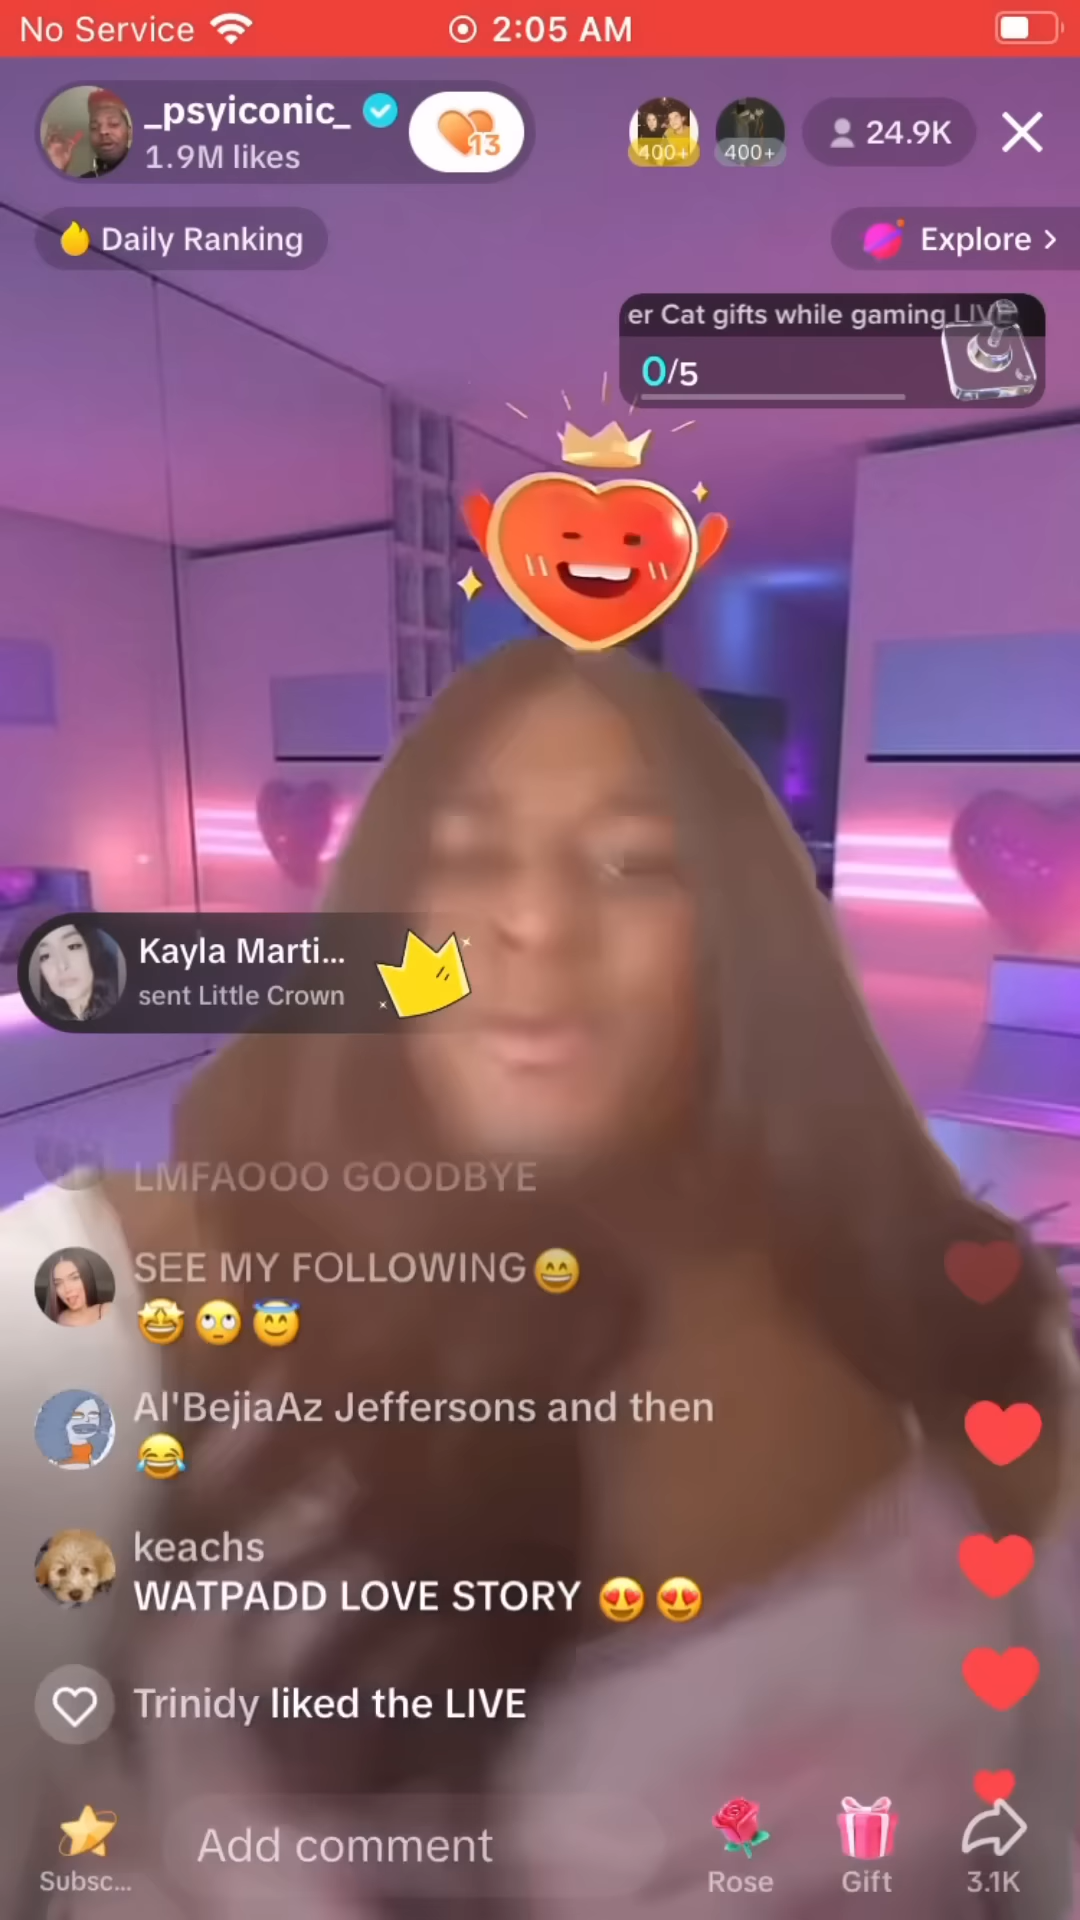 No Service
2:05 AM
_psyiconic_
1.9M likes
13
400+
400+
24.9K
Daily Ranking
Explore
er Cat gifts while gaming LIVE
0/5
Kayla Marti...
sent Little Crown
LMFAOOO GOODBYE
SEE MY FOLLOWING😄
🤩🙄😇
Al'BejiaAz Jeffersons and then
😂
keachs
WATPADD LOVE STORY 😍😍
Trinidy liked the LIVE
Subsc...
Add comment
Rose
Gift
3.1K